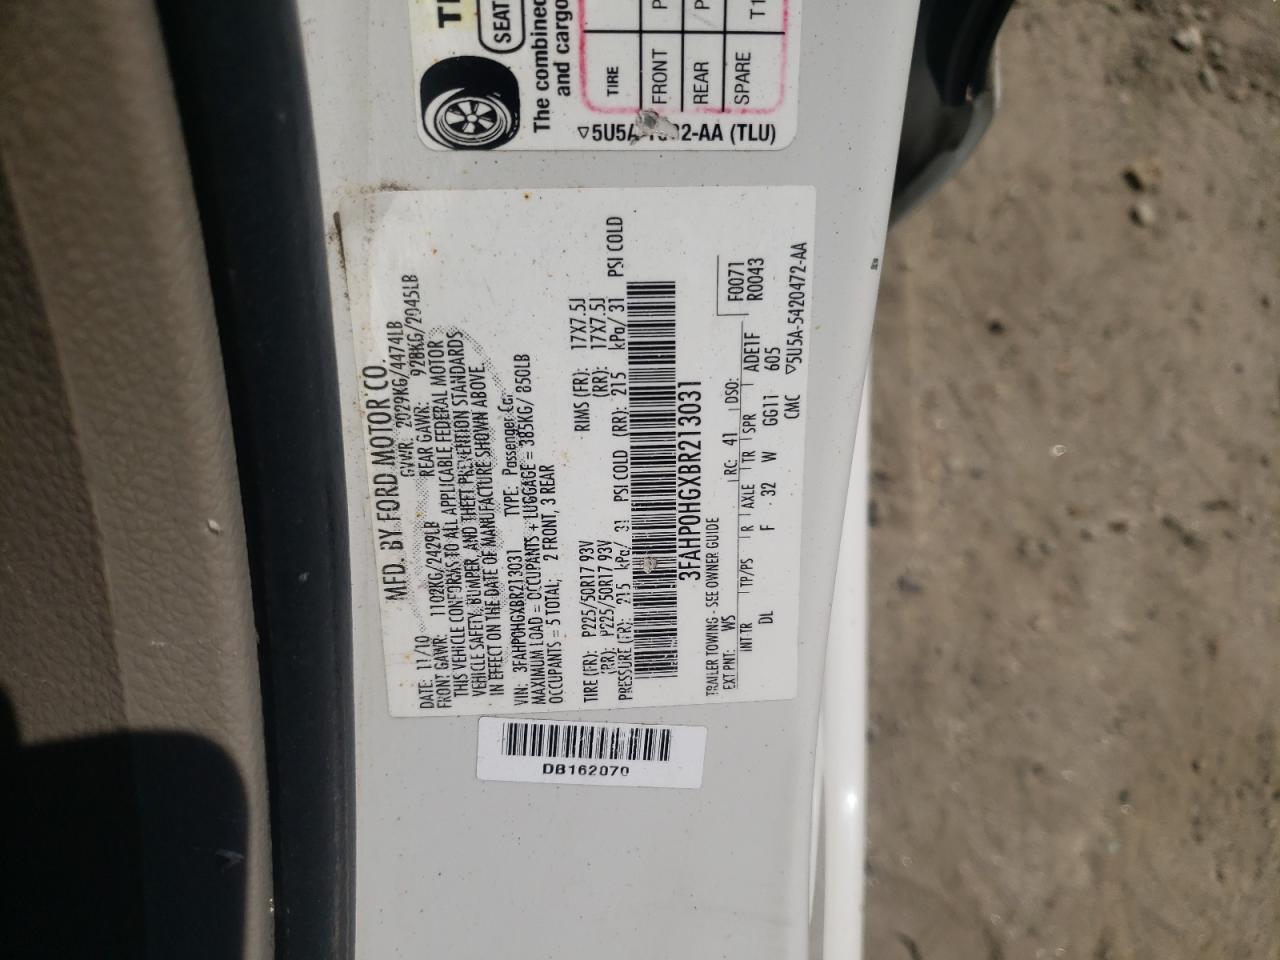 SEAT
The combined
and cargo
TIRE
FRONT P
REAR P
SPARE T1
5U5A-
2-AA (TLU)
MFD. BY FORD MOTOR CO.
DATE: 11/10 GVWR: 2029KG/4474LB
FRONT GAWR: 1102KG/2429LB REAR GAWR: 928KG/2045LB
THIS VEHICLE CONFORMS TO ALL APPLICABLE FEDERAL MOTOR
VEHICLE SAFETY, BUMPER, AND THEFT PREVENTION STANDARDS
IN EFFECT ON THE DATE OF MANUFACTURE SHOWN ABOVE.
VIN: 3FAHP0HGXBR213031 TYPE: Passenger Car
MAXIMUM LOAD = OCCUPANTS + LUGGAGE = 385KG/ 850LB
OCCUPANTS = 5 TOTAL; 2 FRONT, 3 REAR
TIRE (FR): P225/50R17 93V RIMS (FR): 17X7.5J
(RR): P225/50R17 93V (RR): 17X7.5J
PRESSURE (FR): 215 kPa/ 31 PSI COLD (RR): 215 kPa/ 31 PSI COLD
3FAHP0HGXBR213031
TRAILER TOWING - SEE OWNER GUIDE
F0071
R0043
EXT PNT: WS RC: 41 DSO:
INT TR TP/PS R AXLE TR SPR ADE1F
DL F 32 W GG11 605
CMC ▽5U5A-5420472-AA
DB162070